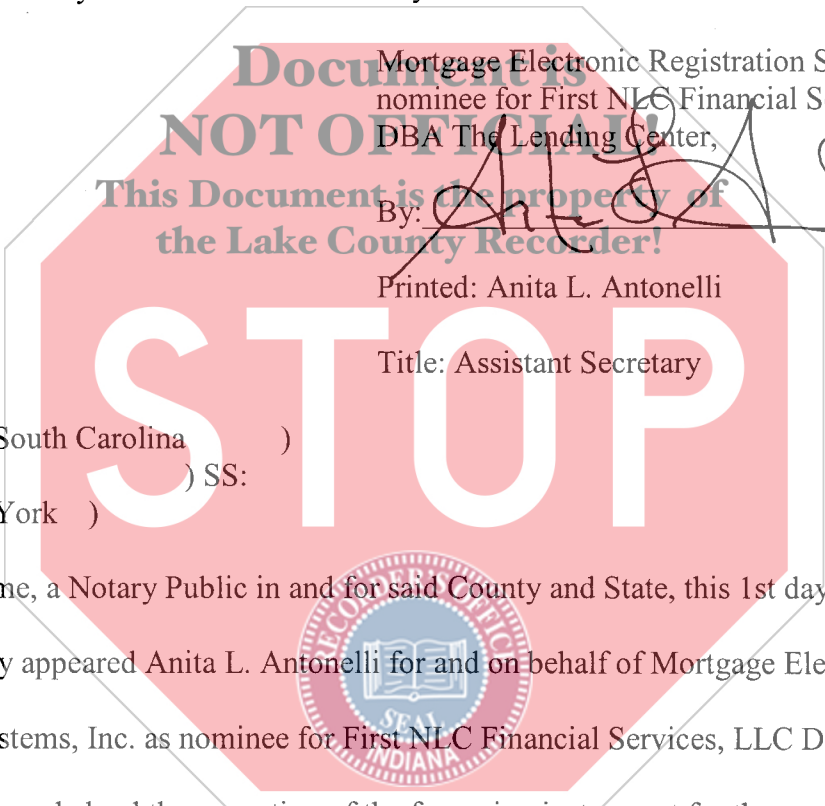 Document is
NOT OFFICIAL!
This Document is the property of
the Lake County Recorder!
STOP
Mortgage Electronic Registration S
nominee for First NLC Financial S
DBA The Lending Center,
By:
Printed: Anita L. Antonelli
Title: Assistant Secretary
South Carolina )
) SS:
York )
me, a Notary Public in and for said County and State, this 1st day
y appeared Anita L. Antonelli for and on behalf of Mortgage Ele
stems, Inc. as nominee for First NLC Financial Services, LLC D
RECORDER'S OFFICE
SEAL
INDIANA